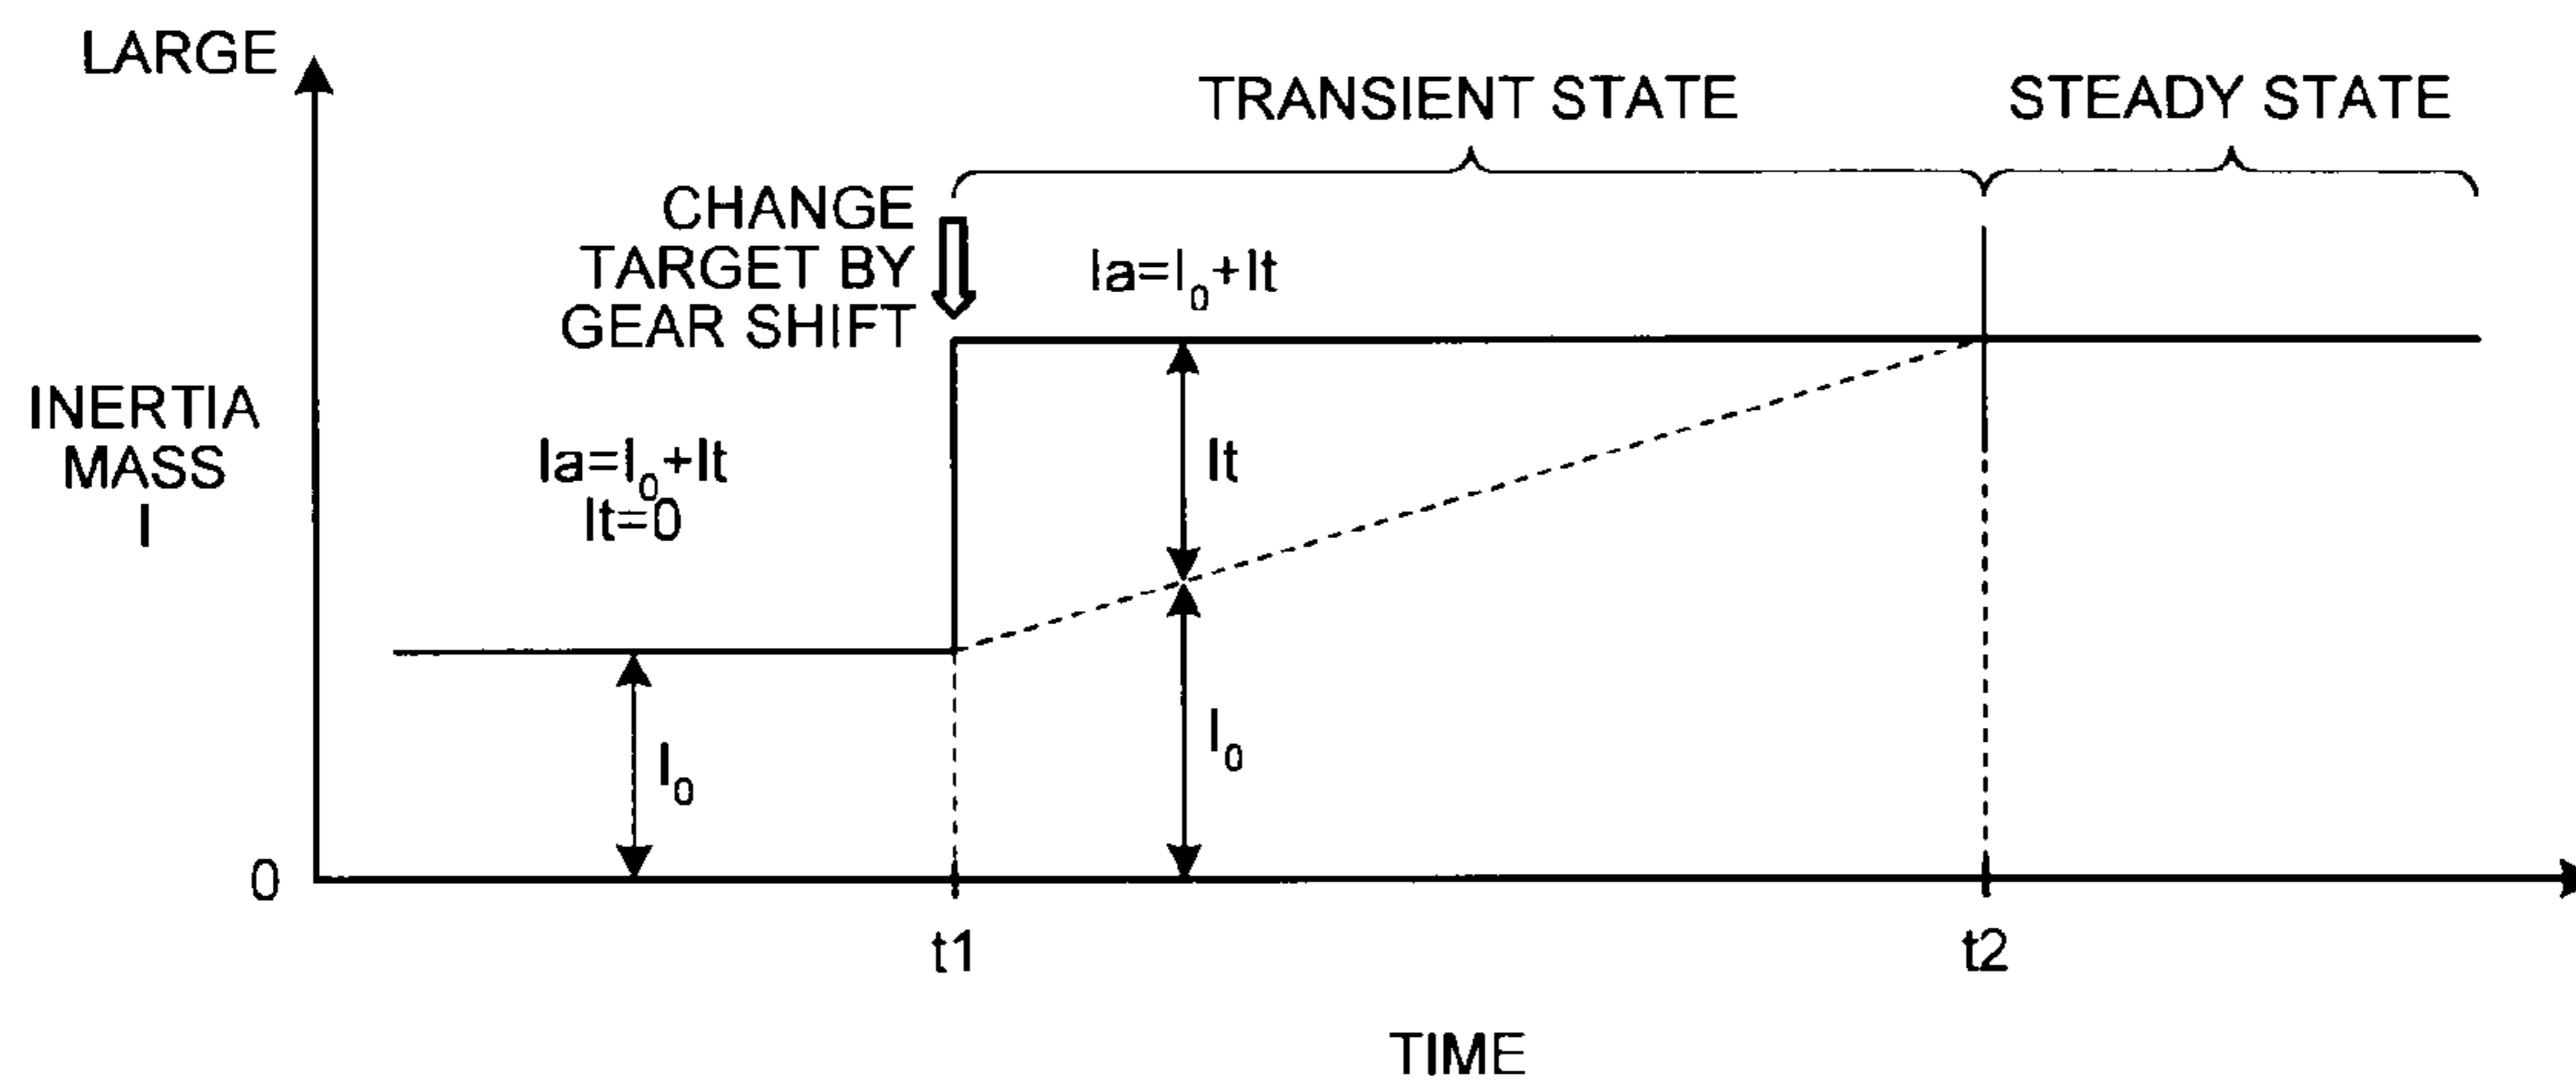 LARGE
TRANSIENT STATE
STEADY STATE
CHANGE
TARGET BY
GEAR SHIFT
Ia=I₀+It
INERTIA
MASS
I
Ia=I₀+It
It=0
It
I₀
I₀
0
t1
t2
TIME